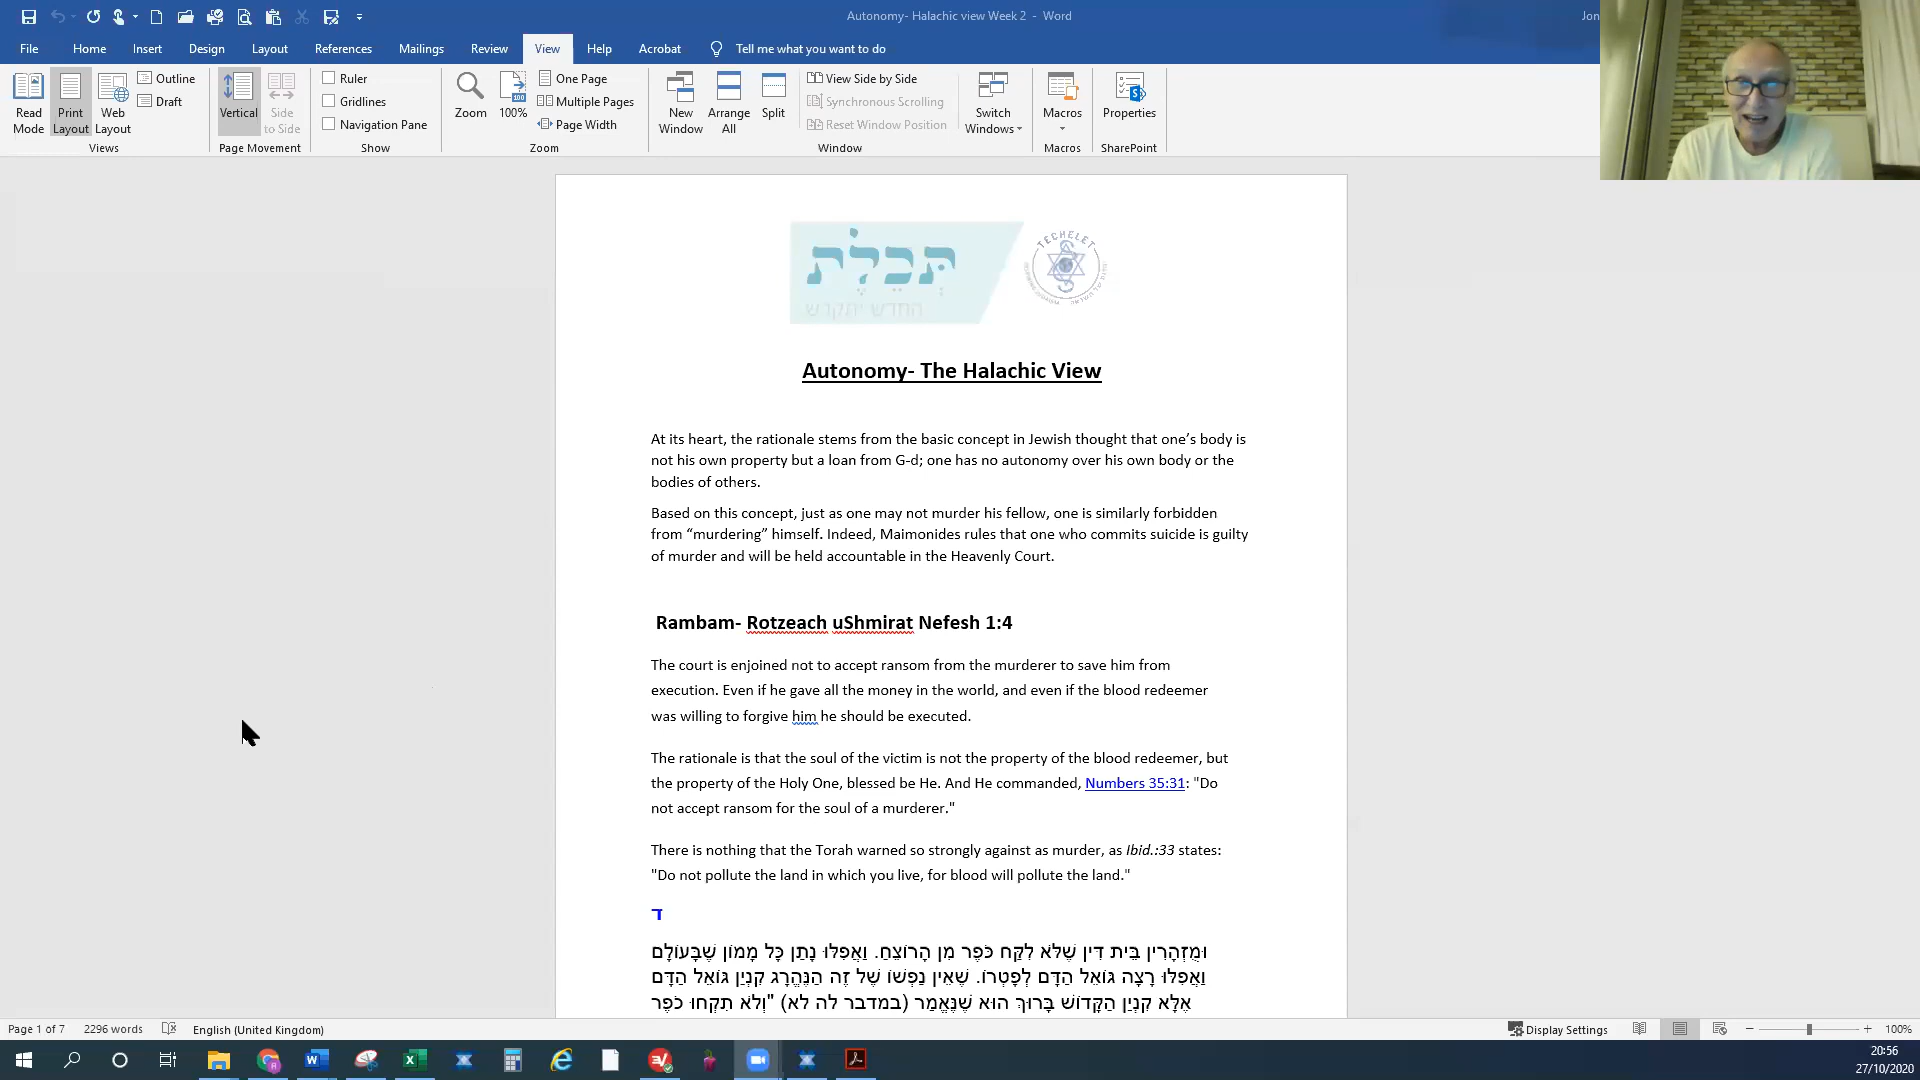 Autonomy- Halachic view Week 2 - Word
Jon
File Home Insert Design Layout References Mailings Review View Help Acrobat Tell me what you want to do
Read Mode
Print Layout
Web Layout
Outline
Draft
Views
Vertical
Side to Side
Page Movement
Ruler
Gridlines
Navigation Pane
Show
Zoom
100
100%
One Page
Multiple Pages
Page Width
Zoom
New Window
Arrange All
Split
View Side by Side
Synchronous Scrolling
Reset Window Position
Window
Switch Windows
Macros
Macros
Properties
SharePoint
תְּכֵלֶת
החדש יתקדש
TECHELET
Autonomy- The Halachic View
At its heart, the rationale stems from the basic concept in Jewish thought that one’s body is
not his own property but a loan from G-d; one has no autonomy over his own body or the
bodies of others.
Based on this concept, just as one may not murder his fellow, one is similarly forbidden
from “murdering” himself. Indeed, Maimonides rules that one who commits suicide is guilty
of murder and will be held accountable in the Heavenly Court.
Rambam- Rotzeach uShmirat Nefesh 1:4
The court is enjoined not to accept ransom from the murderer to save him from
execution. Even if he gave all the money in the world, and even if the blood redeemer
was willing to forgive him he should be executed.
The rationale is that the soul of the victim is not the property of the blood redeemer, but
the property of the Holy One, blessed be He. And He commanded, Numbers 35:31: "Do
not accept ransom for the soul of a murderer."
There is nothing that the Torah warned so strongly against as murder, as Ibid.:33 states:
"Do not pollute the land in which you live, for blood will pollute the land."
ד
וּמֻזְהָרִין בֵּית דִּין שֶׁלֹּא לִקַּח כֹּפֶר מִן הָרוֹצֵחַ. וַאֲפִלּוּ נָתַן כָּל מָמוֹן שֶׁבָּעוֹלָם
וַאֲפִלּוּ רָצָה גּוֹאֵל הַדָּם לְפָטְרוֹ. שֶׁאֵין נַפְשׁוֹ שֶׁל זֶה הַנֶּהֱרָג קִנְיַן גּוֹאֵל הַדָּם
אֶלָּא קִנְיַן הַקָּדוֹשׁ בָּרוּךְ הוּא שֶׁנֶּאֱמַר (במדבר לה לא) "וְלֹא תִקְחוּ כֹפֶר
Page 1 of 7 2296 words English (United Kingdom) Display Settings 100%
20:56
27/10/2020